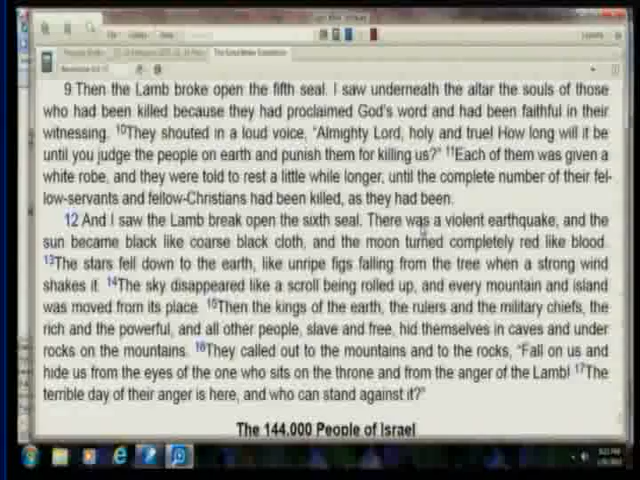 9 Then the Lamb broke open the fifth seal. I saw underneath the altar the souls of those
who had been killed because they had proclaimed God's word and had been faithful in their
witnessing. 10They shouted in a loud voice, "Almighty Lord, holy and true! How long will it be
until you judge the people on earth and punish them for killing us?" 11Each of them was given a
white robe, and they were told to rest a little while longer, until the complete number of their fel-
low-servants and fellow-Christians had been killed, as they had been.
12 And I saw the Lamb break open the sixth seal. There was a violent earthquake, and the
sun became black like coarse black cloth, and the moon turned completely red like blood.
13The stars fell down to the earth, like unripe figs falling from the tree when a strong wind
shakes it. 14The sky disappeared like a scroll being rolled up, and every mountain and island
was moved from its place. 15Then the kings of the earth, the rulers and the military chiefs, the
rich and the powerful, and all other people, slave and free, hid themselves in caves and under
rocks on the mountains. 16They called out to the mountains and to the rocks, "Fall on us and
hide us from the eyes of the one who sits on the throne and from the anger of the Lamb! 17The
terrible day of their anger is here, and who can stand against it?"
The 144,000 People of Israel